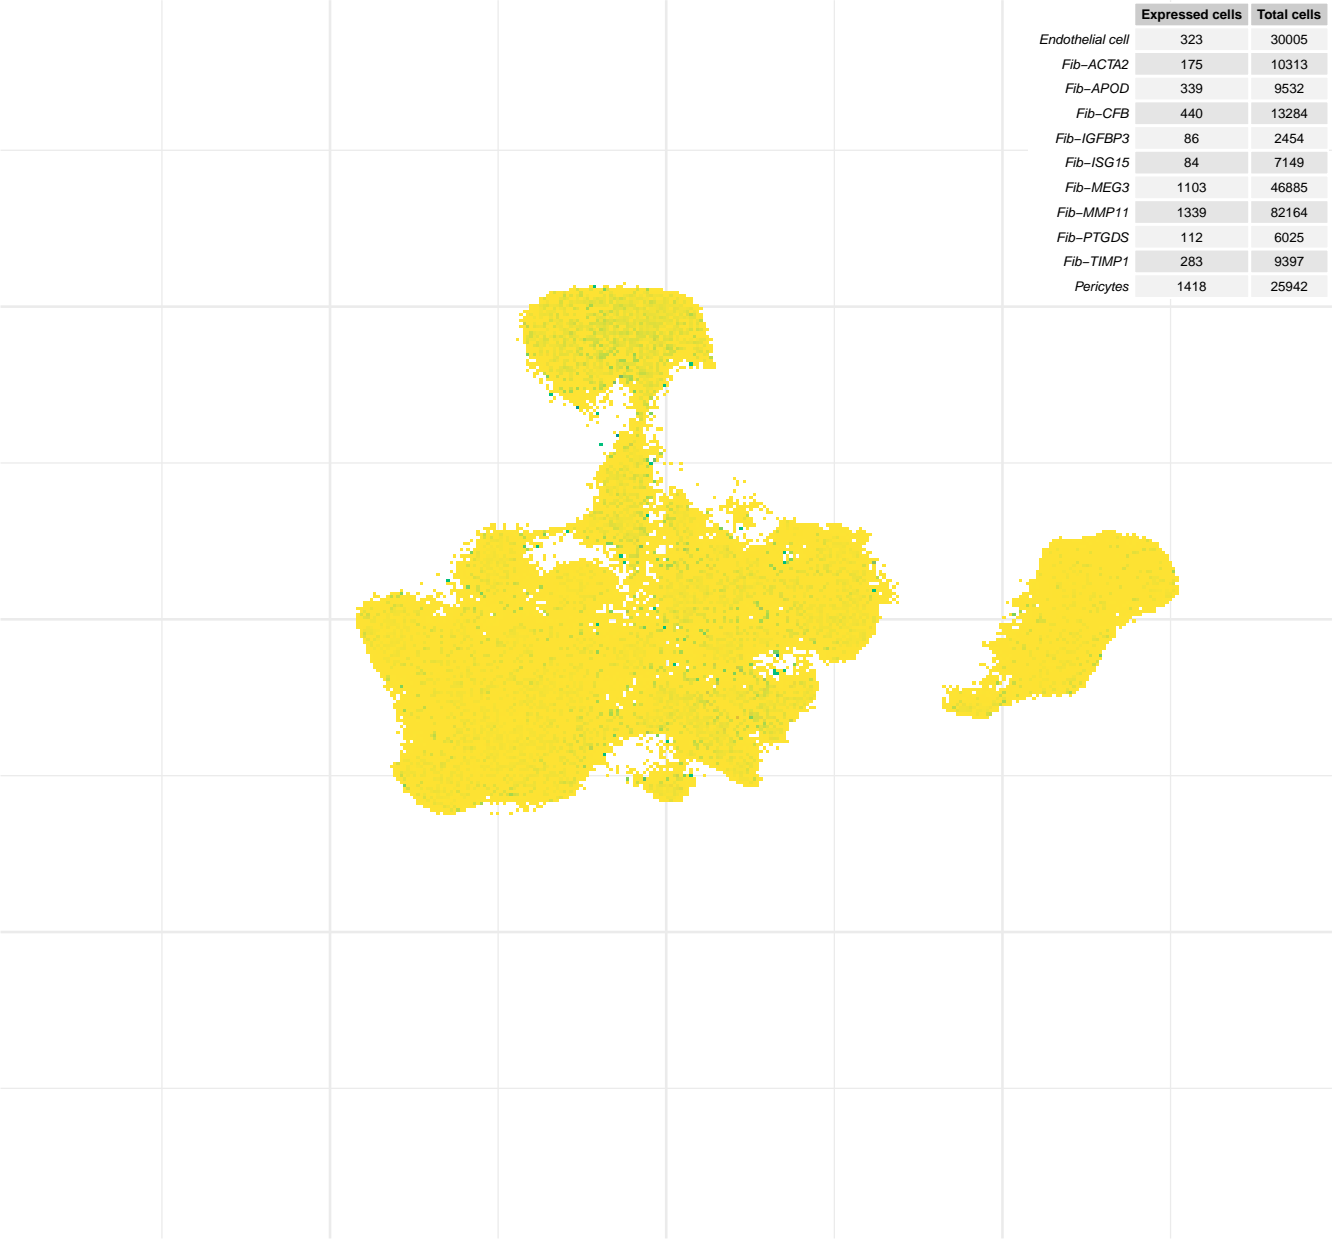 Expressed cells Total cells
Endothelial cell 323 30005
Fib−ACTA2 175 10313
Fib−APOD 339 9532
Fib−CFB 440 13284
Fib−IGFBP3 86 2454
Fib−ISG15 84 7149
Fib−MEG3 1103 46885
Fib−MMP11 1339 82164
Fib−PTGDS 112 6025
Fib−TIMP1 283 9397
Pericytes 1418 25942